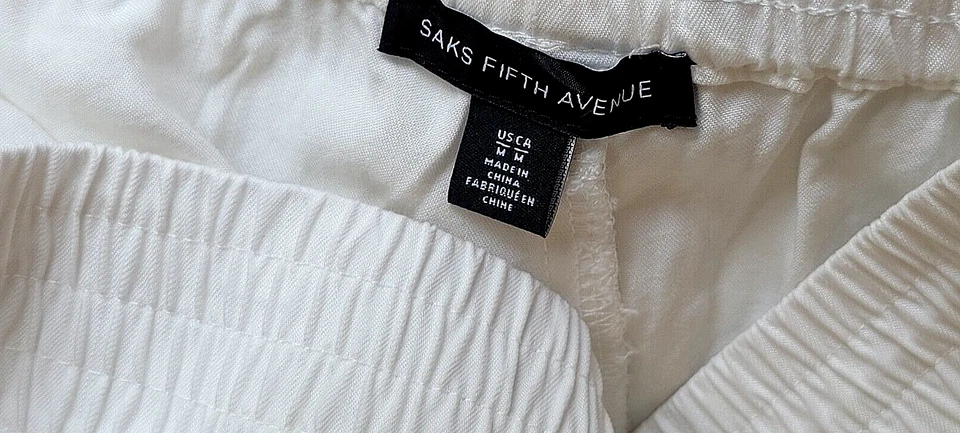 SAKS FIFTH AVENUE
US CA
M M
MADE IN
CHINA
FABRIQUÉ EN
CHINE